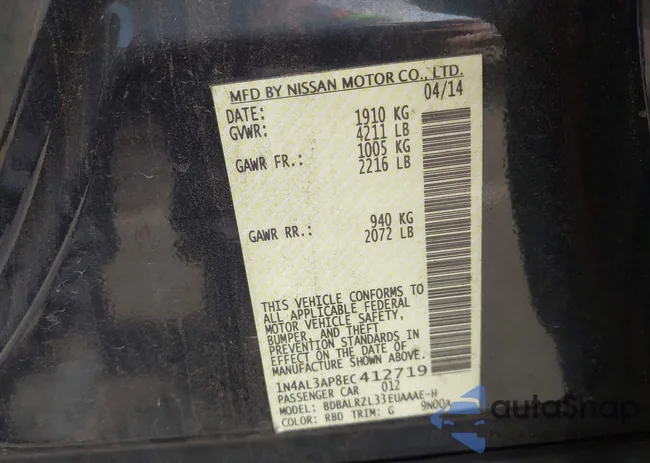 MFD BY NISSAN MOTOR CO., LTD.
DATE: 04/14
GVWR: 1910 KG
4211 LB
GAWR FR.: 1005 KG
2216 LB
GAWR RR.: 940 KG
2072 LB
THIS VEHICLE CONFORMS TO
ALL APPLICABLE FEDERAL
MOTOR VEHICLE SAFETY,
BUMPER, AND THEFT
PREVENTION STANDARDS IN
EFFECT ON THE DATE OF
MANUFACTURE SHOWN ABOVE.
1N4AL3AP8EC412719
PASSENGER CAR 012
MODEL: BDBALRZL33EUAAAE-H
COLOR: RBD TRIM: G 9N00A
autoSnap